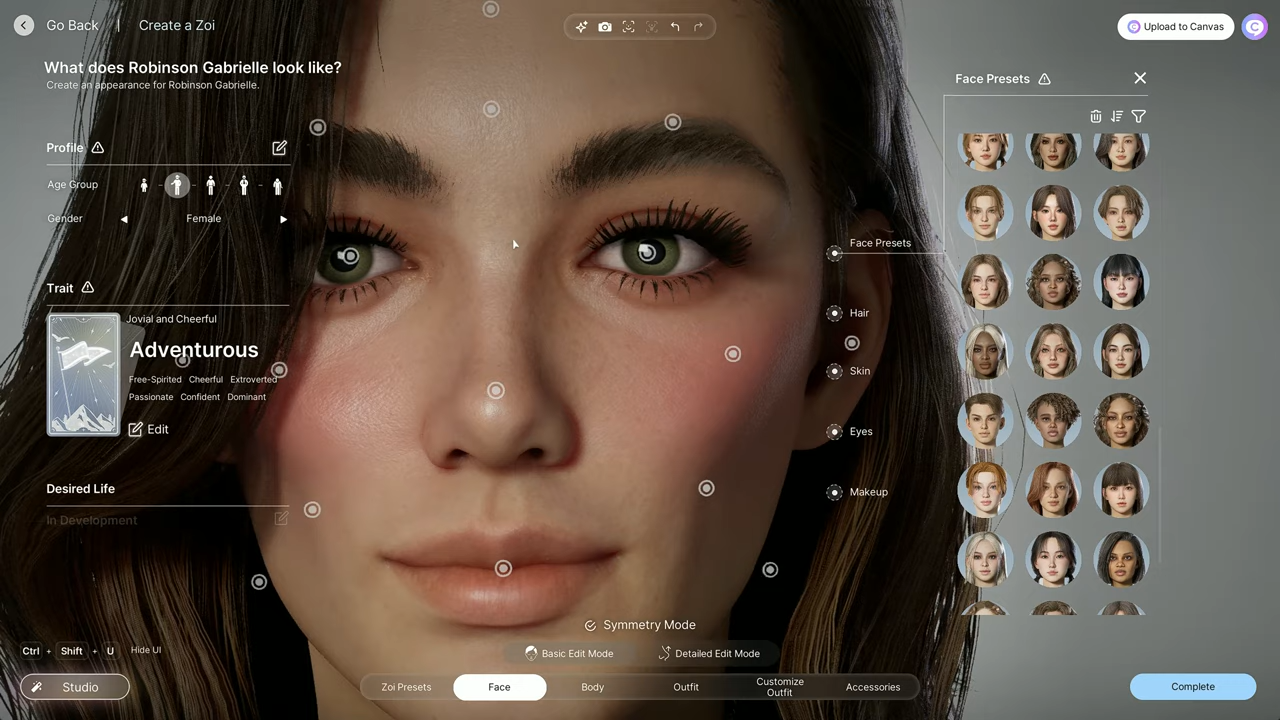 Go Back | Create a Zoi
Upload to Canvas
What does Robinson Gabrielle look like?
Create an appearance for Robinson Gabrielle.
Profile
Age Group
Gender
Female
Trait
Jovial and Cheerful
Adventurous
Free-Spirited Cheerful Extroverted
Passionate Confident Dominant
Edit
Desired Life
In Development
Ctrl + Shift + U Hide UI
Studio
Face Presets
Hair
Skin
Eyes
Makeup
Face Presets
Symmetry Mode
Basic Edit Mode
Detailed Edit Mode
Zoi Presets
Face
Body
Outfit
Customize
Outfit
Accessories
Complete